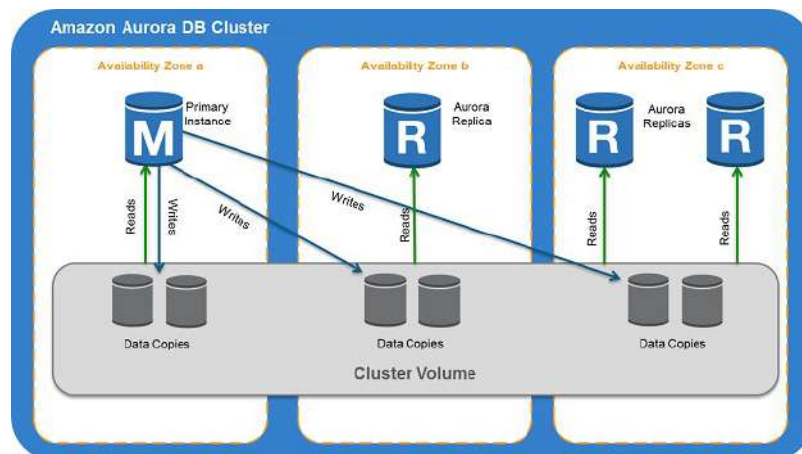 Amazon Aurora DB Cluster
Availability Zone a
Availability Zone b
Availability Zone c
M
Primary
Instance
R
Aurora
Replica
R
Aurora
Replicas
R
Reads
Writes
Writes
Writes
Reads
Reads
Reads
Data Copies
Data Copies
Data Copies
Cluster Volume